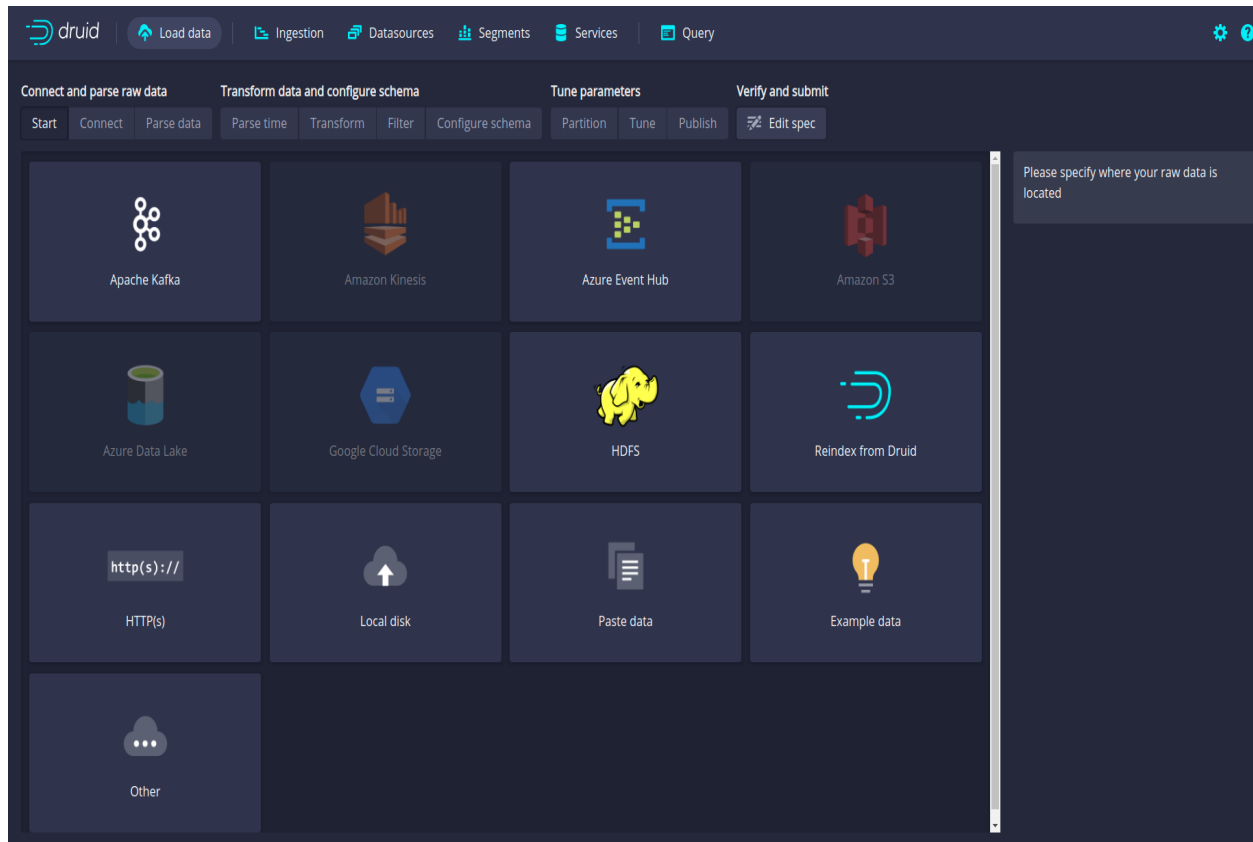 druid Load data Ingestion Datasources Segments Services Query
Connect and parse raw data Transform data and configure schema Tune parameters Verify and submit
Start Connect Parse data Parse time Transform Filter Configure schema Partition Tune Publish Edit spec
Please specify where your raw data is
located
Apache Kafka Amazon Kinesis Azure Event Hub Amazon S3
Azure Data Lake Google Cloud Storage HDFS Reindex from Druid
http(s)://
HTTP(s) Local disk Paste data Example data
Other